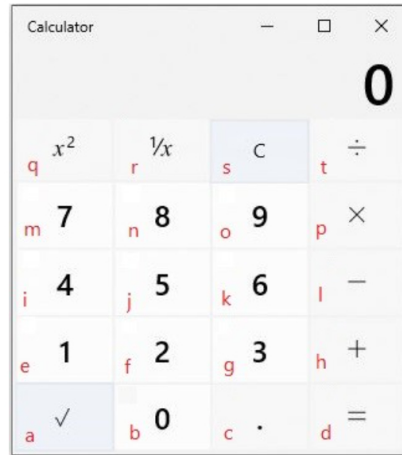 Calculator — □ ×
0
q x² r ⅟x s C t ÷
m 7 n 8 o 9 p ×
i 4 j 5 k 6 l −
e 1 f 2 g 3 h +
a √ b 0 c . d =